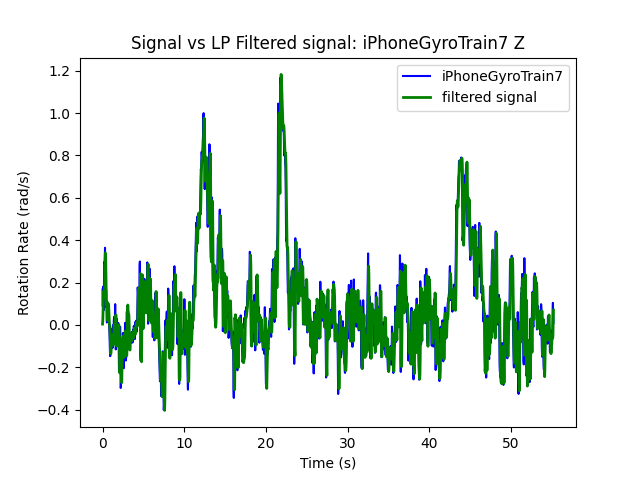 Signal vs LP Filtered signal: iPhoneGyroTrain7 Z
iPhoneGyroTrain7
filtered signal
Rotation Rate (rad/s)
1.2
1.0
0.8
0.6
0.4
0.2
0.0
−0.2
−0.4
0 10 20 30 40 50
Time (s)